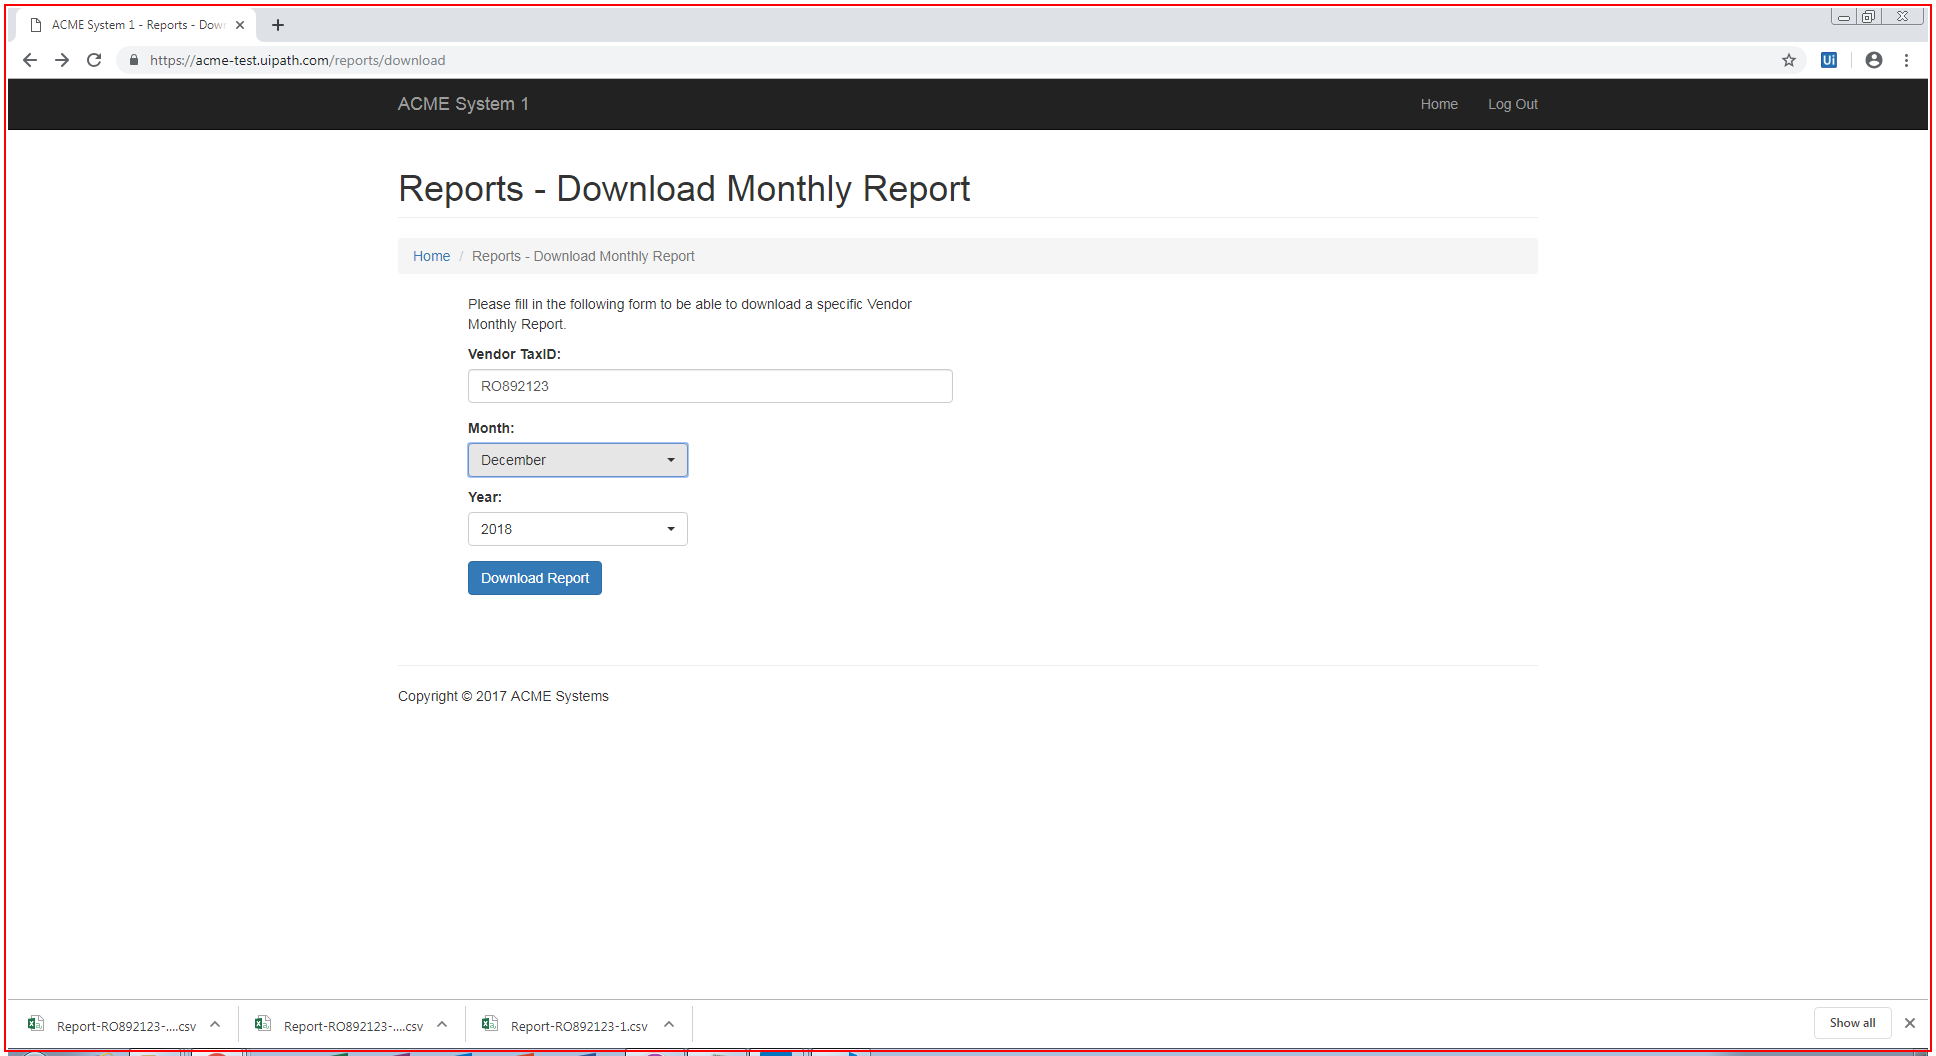 ACME System 1 - Reports - Dow
https://acme-test.uipath.com/reports/download
Ui
ACME System 1
Home
Log Out
Reports - Download Monthly Report
Home / Reports - Download Monthly Report
Please fill in the following form to be able to download a specific Vendor
Monthly Report.
Vendor TaxID:
RO892123
Month:
December
Year:
2018
Download Report
Copyright © 2017 ACME Systems
Report-RO892123-....csv
Report-RO892123-....csv
Report-RO892123-1.csv
Show all